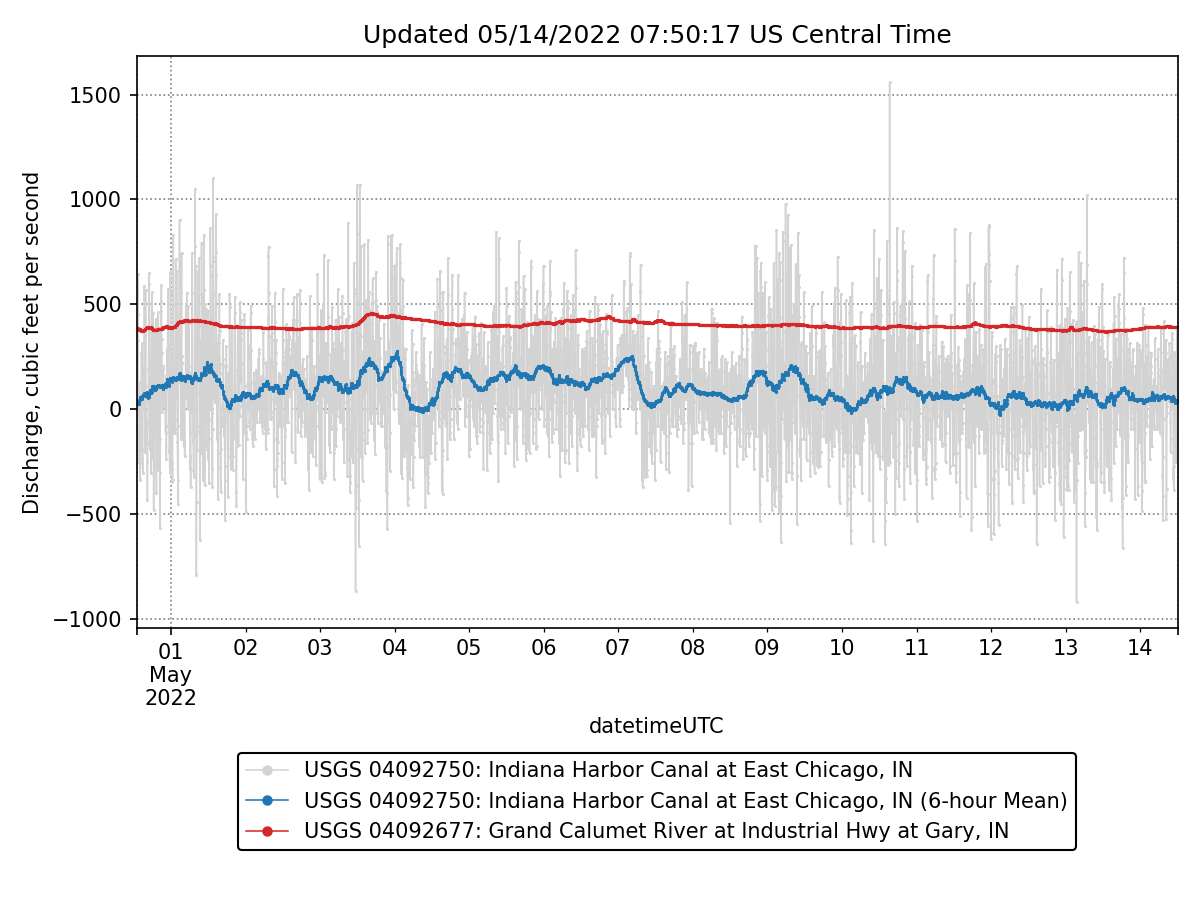 Updated 05/14/2022 07:50:17 US Central Time
Discharge, cubic feet per second
1500
1000
500
0
−500
−1000
01 02 03 04 05 06 07 08 09 10 11 12 13 14
May
2022
datetimeUTC
USGS 04092750: Indiana Harbor Canal at East Chicago, IN
USGS 04092750: Indiana Harbor Canal at East Chicago, IN (6-hour Mean)
USGS 04092677: Grand Calumet River at Industrial Hwy at Gary, IN